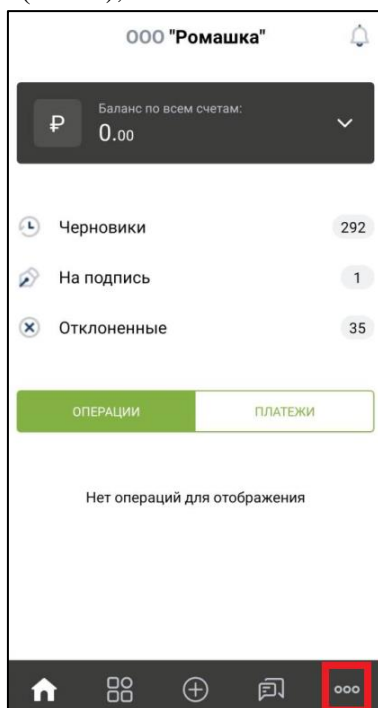 ООО "Ромашка"
Баланс по всем счетам:
₽
0.00
Черновики 292
На подпись 1
Отклоненные 35
ОПЕРАЦИИ ПЛАТЕЖИ
Нет операций для отображения